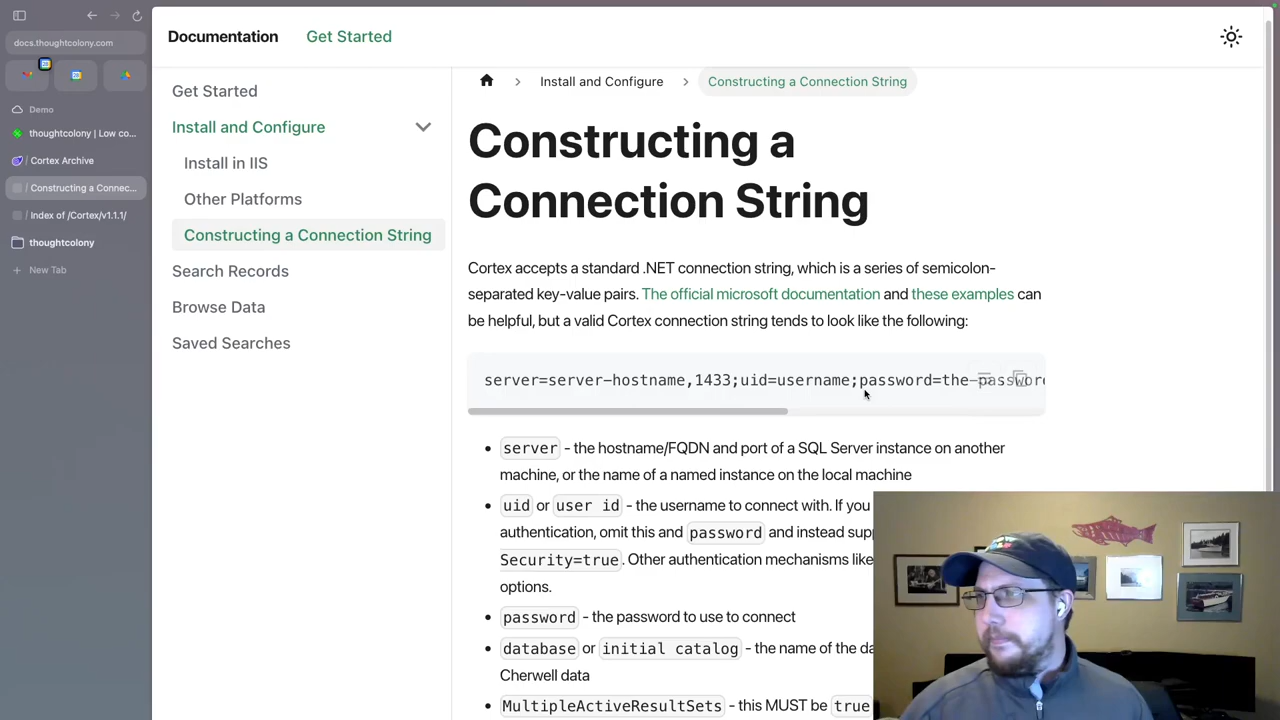 docs.thoughtcolony.com
Demo
thoughtcolony | Low co...
/ Cortex Archive
/ Constructing a Connec...
/ Index of /Cortex/v1.1.1/
thoughtcolony
New Tab
Documentation
Get Started
Get Started
Install and Configure
Install in IIS
Other Platforms
Constructing a Connection String
Search Records
Browse Data
Saved Searches
Install and Configure
Constructing a Connection String
Constructing a
Connection String
Cortex accepts a standard .NET connection string, which is a series of semicolon-
separated key-value pairs. The official microsoft documentation and these examples can
be helpful, but a valid Cortex connection string tends to look like the following:
server=server-hostname,1433;uid=username;password=the-password
server - the hostname/FQDN and port of a SQL Server instance on another
machine, or the name of a named instance on the local machine
uid or user id - the username to connect with. If you
authentication, omit this and password and instead sup
Security=true. Other authentication mechanisms like
options.
password - the password to use to connect
database or initial catalog - the name of the da
Cherwell data
MultipleActiveResultSets - this MUST be true